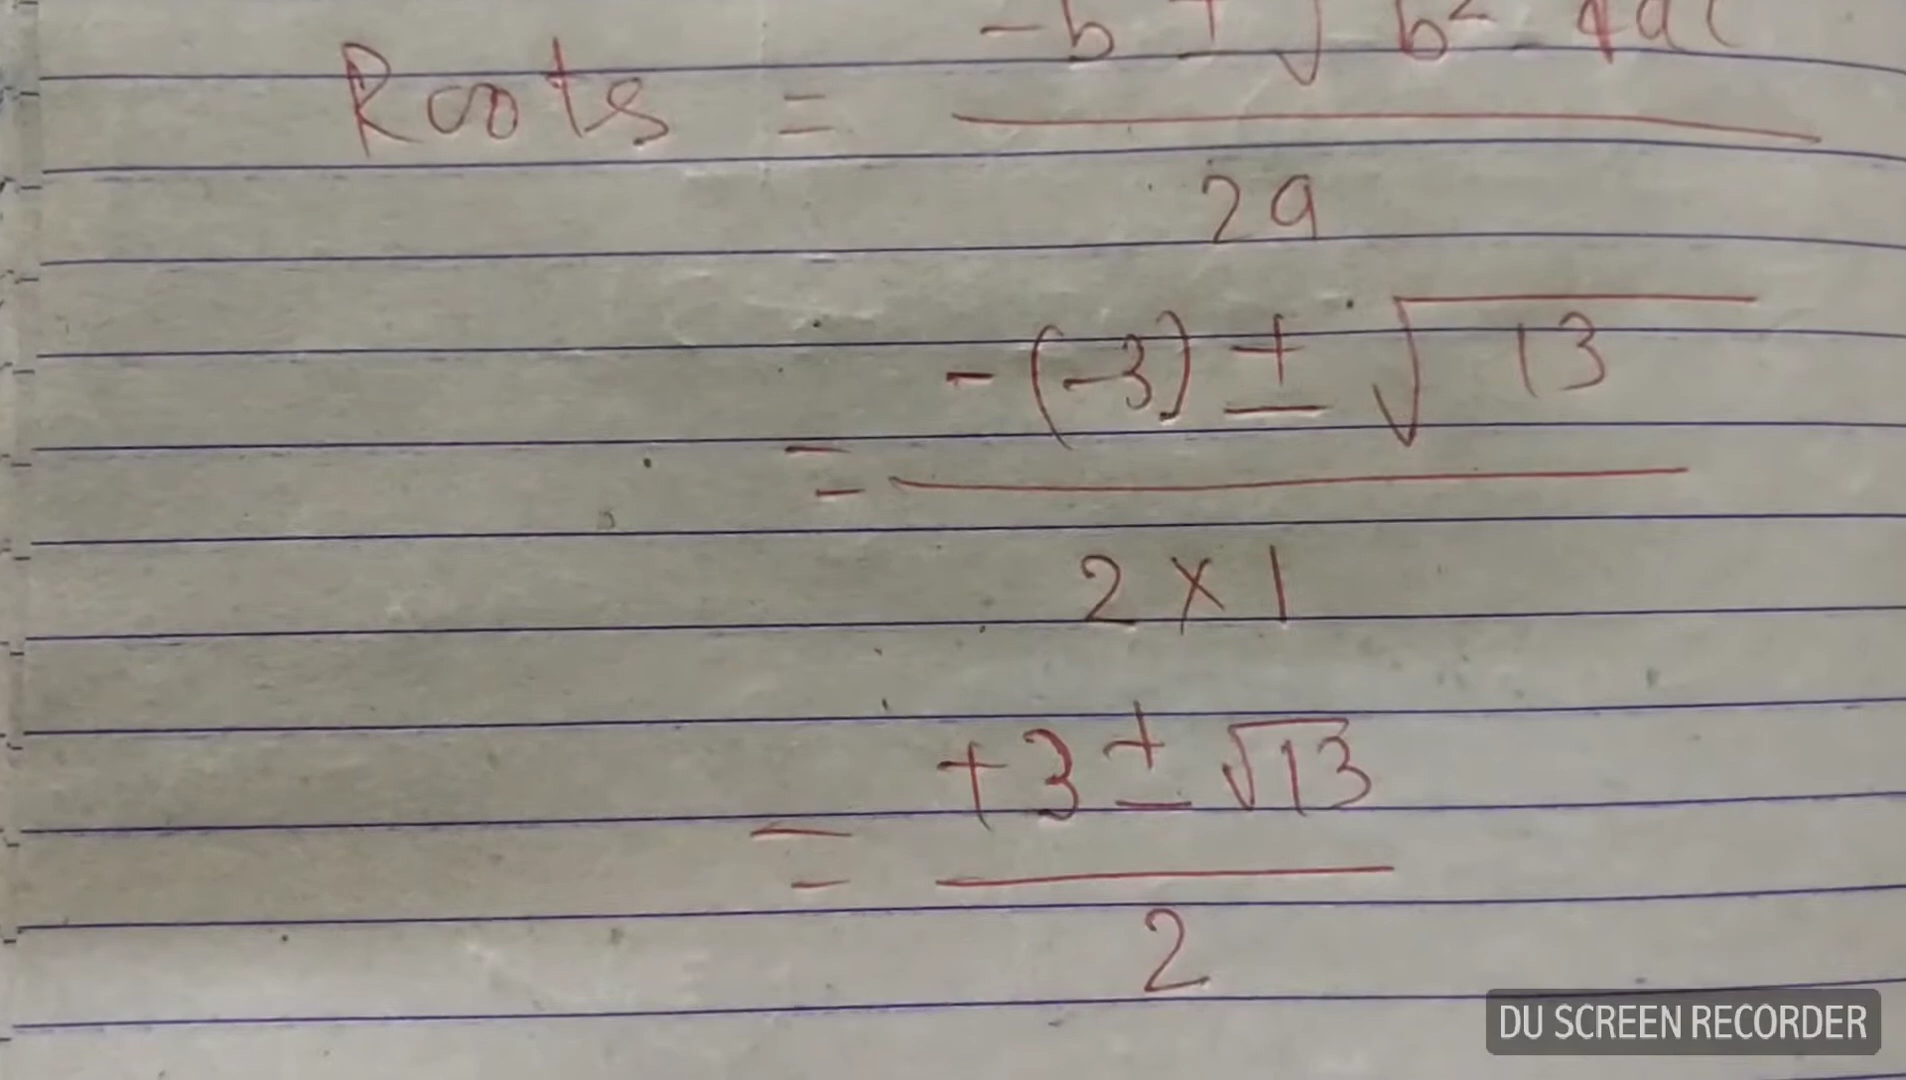 Roots = -b ± √b² - 4ac
2a
= -(-3) ± √13
2 × 1
= +3 ± √13
2
DU SCREEN RECORDER